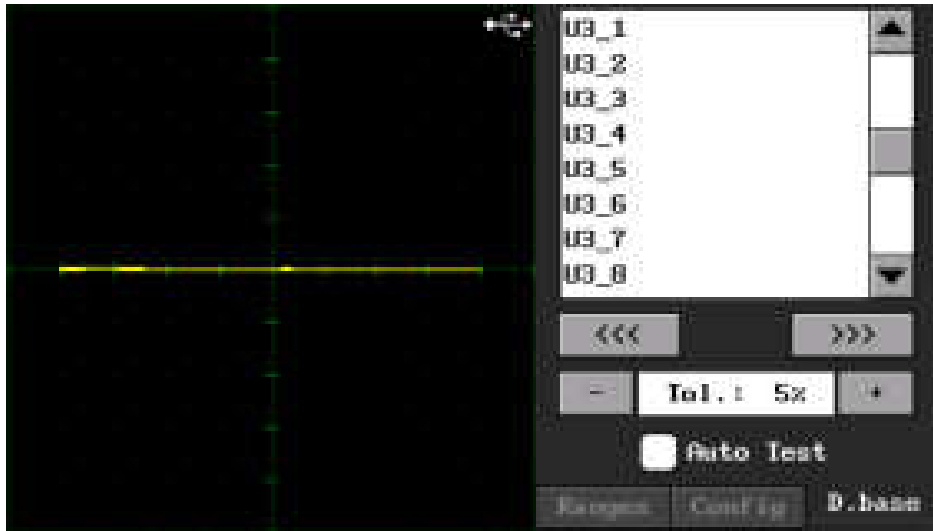 U3_1
U3_2
U3_3
U3_4
U3_5
U3_6
U3_7
U3_8
<<< >>>
- Tol.: 5% +
Auto Test
Ranges Config D.base